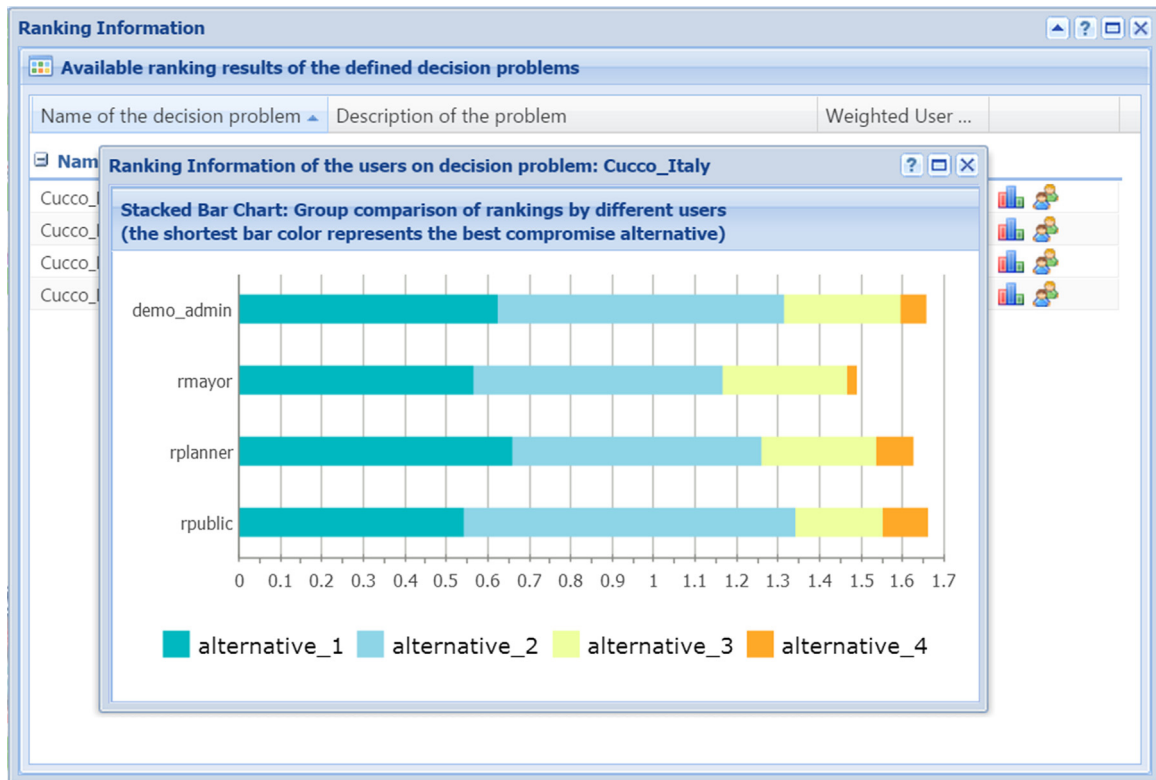 Ranking Information
Available ranking results of the defined decision problems
Name of the decision problem Description of the problem Weighted User ...
Nam
Ranking Information of the users on decision problem: Cucco_Italy
Stacked Bar Chart: Group comparison of rankings by different users
(the shortest bar color represents the best compromise alternative)
Cucco_
Cucco_
Cucco_
Cucco_
demo_admin
rmayor
rplanner
rpublic
0 0.1 0.2 0.3 0.4 0.5 0.6 0.7 0.8 0.9 1 1.1 1.2 1.3 1.4 1.5 1.6 1.7
alternative_1 alternative_2 alternative_3 alternative_4